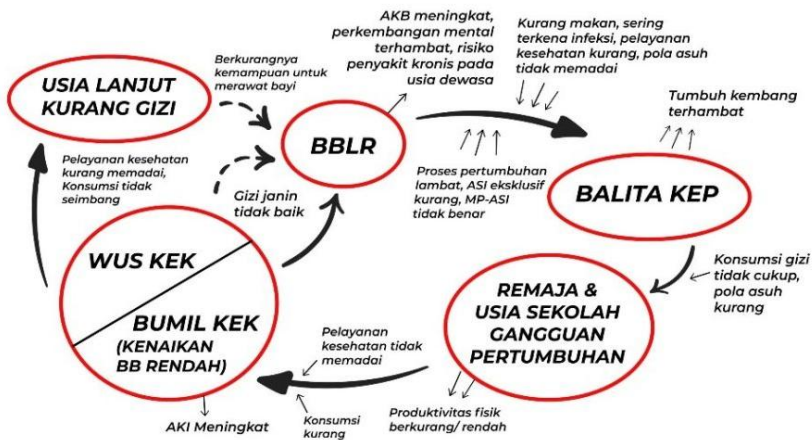 AKB meningkat,
perkembangan mental
terhambat, risiko
penyakit kronis pada
usia dewasa
Kurang makan, sering
terkena infeksi, pelayanan
kesehatan kurang, pola asuh
tidak memadai
Berkurangnya
kemampuan untuk
merawat bayi
USIA LANJUT
KURANG GIZI
BBLR
Tumbuh kembang
terhambat
Pelayanan kesehatan
kurang memadai,
Konsumsi tidak
seimbang
Gizi janin
tidak baik
Proses pertumbuhan
lambat, ASI eksklusif
kurang, MP-ASI
tidak benar
BALITA KEP
WUS KEK
BUMIL KEK
(KENAIKAN
BB RENDAH)
Konsumsi gizi
tidak cukup,
pola asuh
kurang
REMAJA &
USIA SEKOLAH
GANGGUAN
PERTUMBUHAN
Pelayanan
kesehatan tidak
memadai
Konsumsi
kurang
AKI Meningkat
Produktivitas fisik
berkurang/ rendah